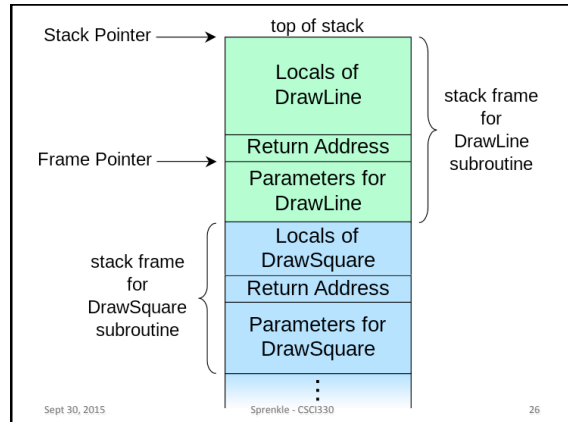 Stack Pointer
top of stack
Locals of
DrawLine
stack frame
for
DrawLine
subroutine
Return Address
Frame Pointer
Parameters for
DrawLine
Locals of
DrawSquare
stack frame
for
DrawSquare
subroutine
Return Address
Parameters for
DrawSquare
⋮
Sept 30, 2015
Sprenkle - CSCI330
26